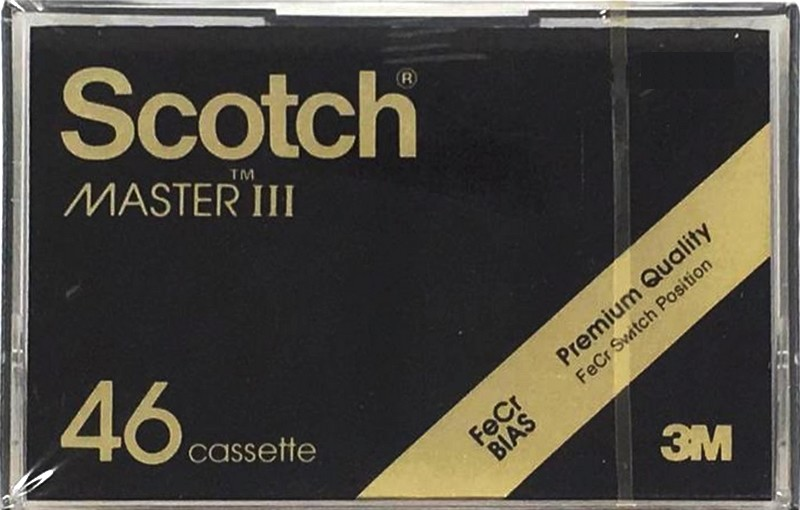 Scotch®
MASTER™ III
Premium Quality
FeCr Switch Position
FeCr
BIAS
46 cassette
3M